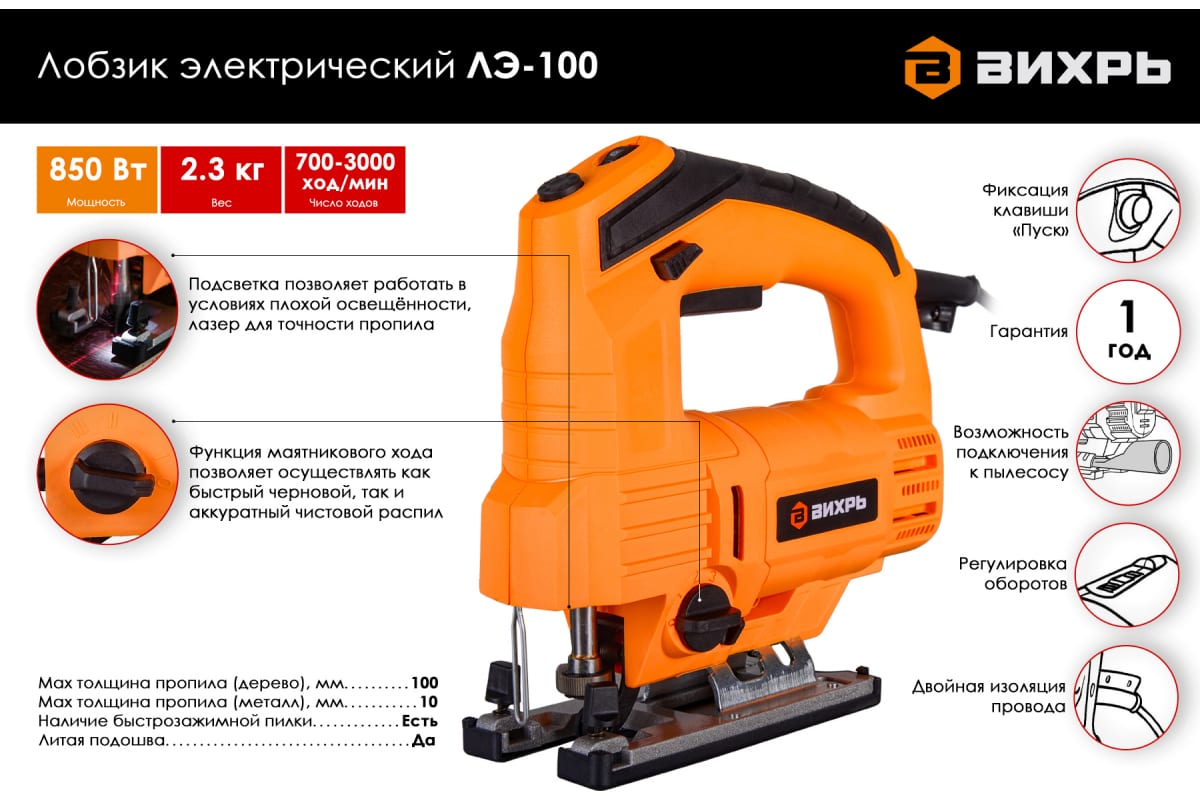 Лобзик электрический ЛЭ-100
ВИХРЬ
850 Вт
Мощность
2.3 кг
Вес
700-3000
ход/мин
Число ходов
Подсветка позволяет работать в
условиях плохой освещённости,
лазер для точности пропила
Функция маятникового хода
позволяет осуществлять как
быстрый черновой, так и
аккуратный чистовой распил
Max толщина пропила (дерево), мм..........100
Max толщина пропила (металл), мм..........10
Наличие быстрозажимной пилки............Есть
Литая подошва....................................Да
ВИХРЬ
Фиксация
клавиши
«Пуск»
Гарантия
1
год
Возможность
подключения
к пылесосу
Регулировка
оборотов
Двойная изоляция
провода